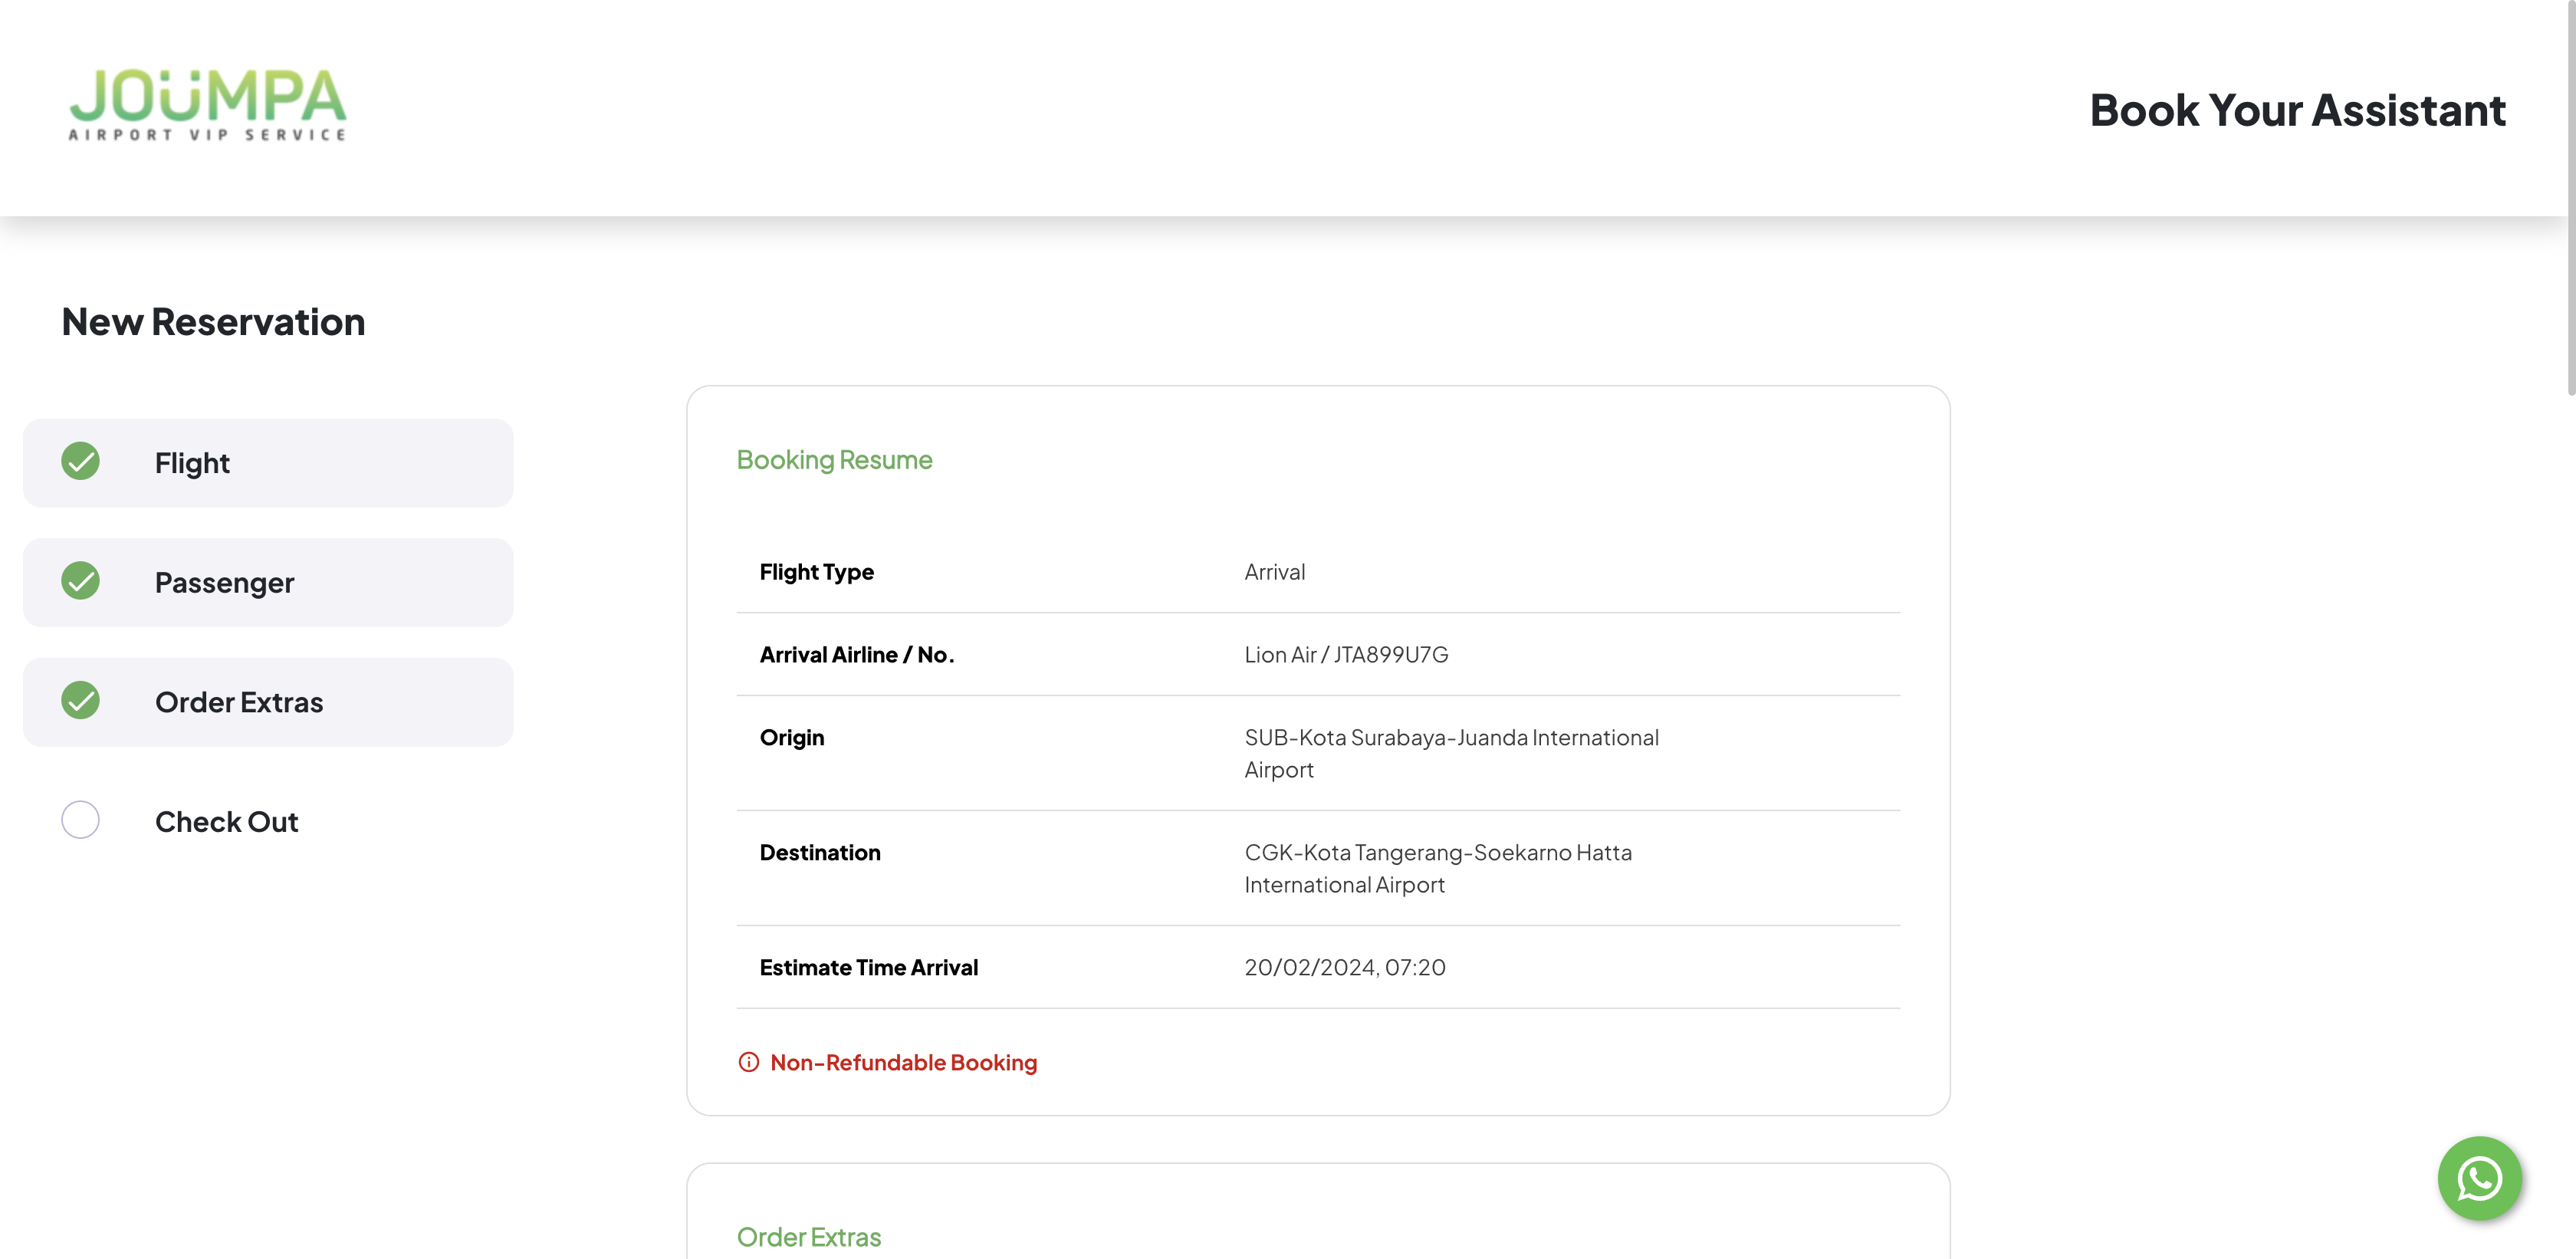 JOÜMPA
AIRPORT VIP SERVICE
Book Your Assistant
New Reservation
Flight
Passenger
Order Extras
Check Out
Booking Resume
Flight Type Arrival
Arrival Airline / No. Lion Air / JTA899U7G
Origin SUB-Kota Surabaya-Juanda International
Airport
Destination CGK-Kota Tangerang-Soekarno Hatta
International Airport
Estimate Time Arrival 20/02/2024, 07:20
Non-Refundable Booking
Order Extras